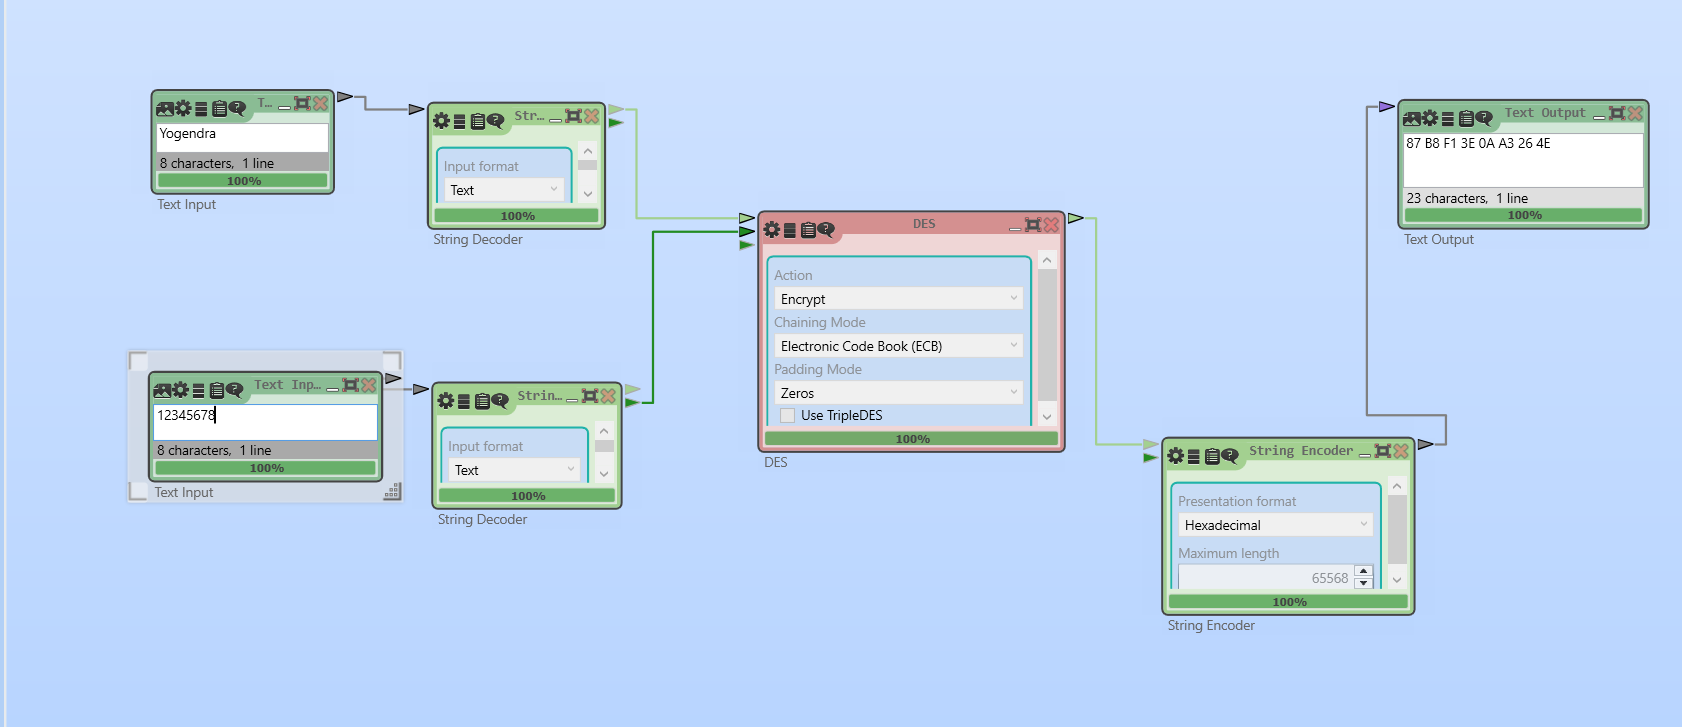 T...
Yogendra
8 characters,  1 line
100%
Text Input
Str...
Input format
Text
100%
String Decoder
Text Inp...
12345678
8 characters,  1 line
100%
Text Input
Strin...
Input format
Text
100%
String Decoder
DES
Action
Encrypt
Chaining Mode
Electronic Code Book (ECB)
Padding Mode
Zeros
Use TripleDES
100%
DES
String Encoder
Presentation format
Hexadecimal
Maximum length
65568
100%
String Encoder
Text Output
87 B8 F1 3E 0A A3 26 4E
23 characters,  1 line
100%
Text Output